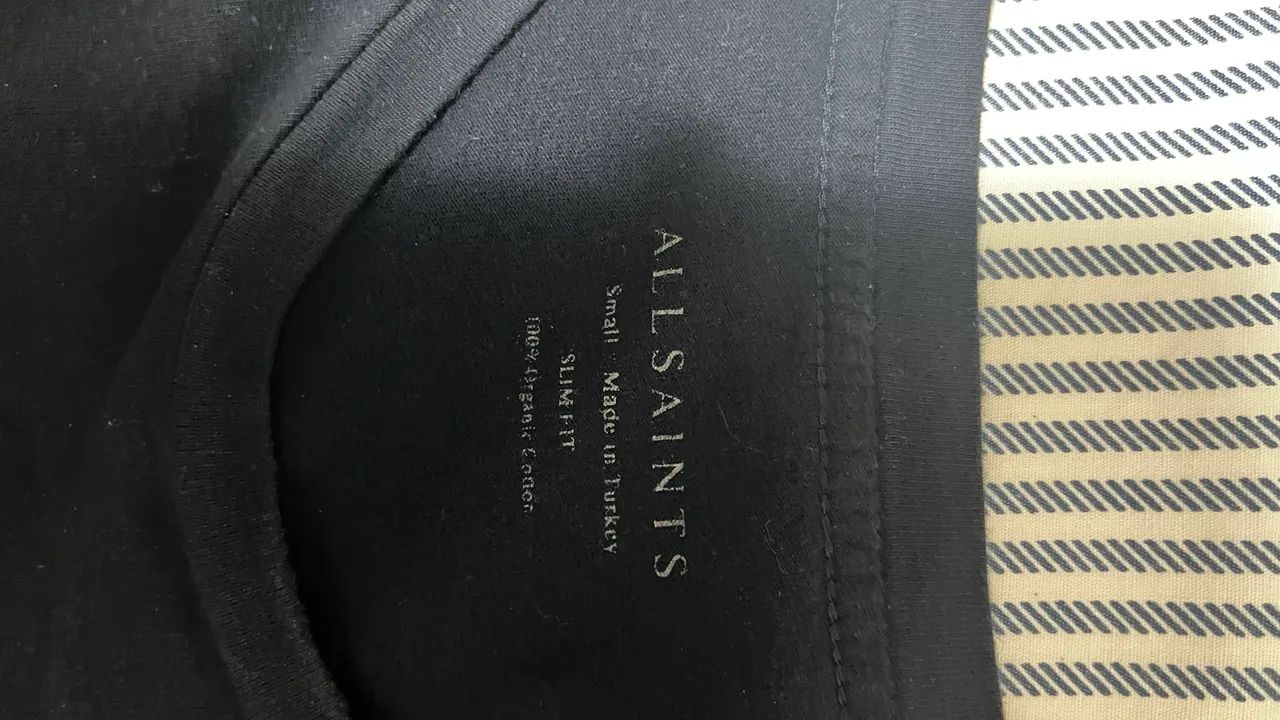 ALLSAINTS
Small · Made in Turkey
SLIM FIT
100% Organic Cotton